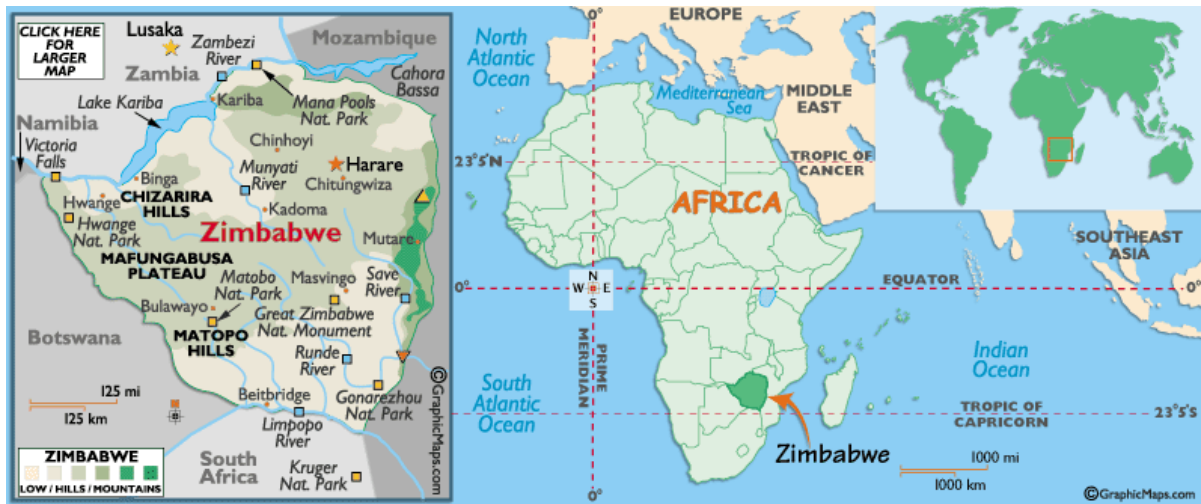 CLICK HERE
FOR
LARGER
MAP
Lusaka
Zambezi
River
Mozambique
Zambia
Cahora
Bassa
Lake Kariba
Kariba
Mana Pools
Nat. Park
Namibia
Victoria
Falls
Chinhoyi
Harare
Munyati
River
Chitungwiza
Binga
CHIZARIRA
HILLS
Hwange
Kadoma
Hwange
Nat. Park
Zimbabwe
Mutare
MAFUNGABUSA
PLATEAU
Matobo
Nat. Park
Masvingo
Save
River
Bulawayo
Great Zimbabwe
Nat. Monument
Botswana
MATOPO
HILLS
Runde
River
125 mi
125 km
Beitbridge
Gonarezhou
Nat. Park
Limpopo
River
©GraphicMaps.com
ZIMBABWE
LOW / HILLS / MOUNTAINS
South
Africa
Kruger
Nat. Park
0°
EUROPE
North
Atlantic
Ocean
Mediterranean
Sea
MIDDLE
EAST
23°5'N
TROPIC OF
CANCER
AFRICA
SOUTHEAST
ASIA
N
W E
S
0°
EQUATOR
0°
PRIME
MERIDIAN
Indian
Ocean
South
Atlantic
Ocean
TROPIC OF
CAPRICORN
23°5'S
Zimbabwe
1000 mi
1000 km
0°
©GraphicMaps.com